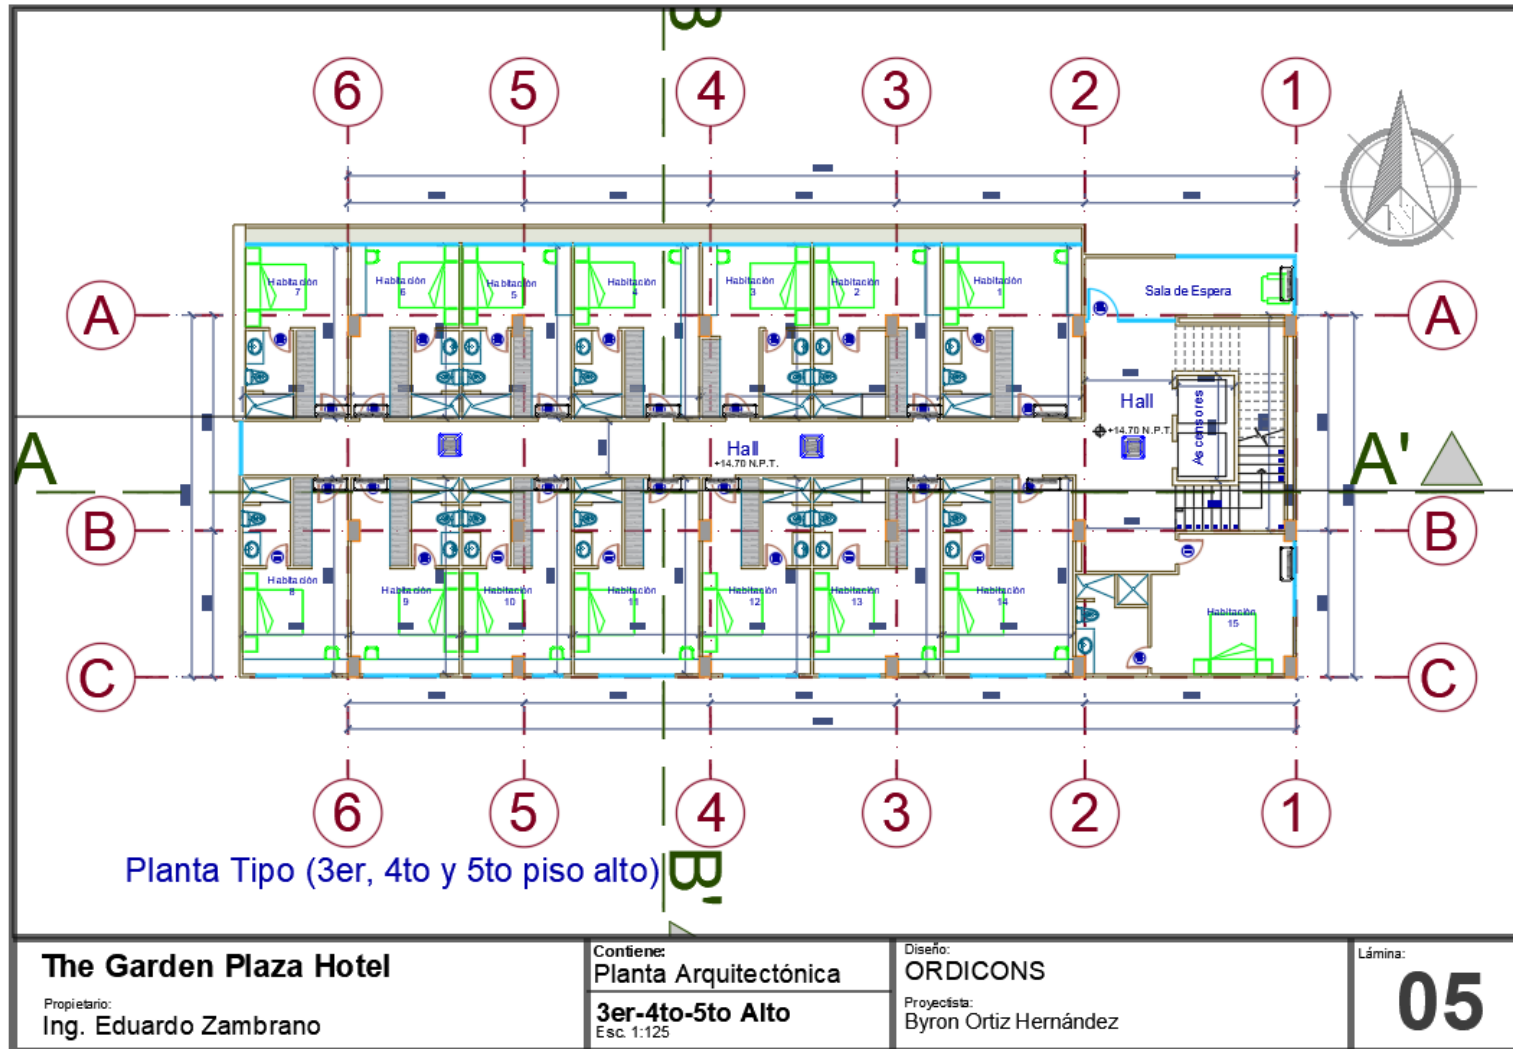 B
6 5 4 3 2 1
N
Habitación
7
Habitación
6
Habitación
5
Habitación
4
Habitación
3
Habitación
2
Habitación
1
Sala de Espera
A A
Hall
Hall
+14.70 N.P.T.
+14.70 N.P.T.
Ascensores
A A'
B B
Habitación
8
Habitación
9
Habitación
10
Habitación
11
Habitación
12
Habitación
13
Habitación
14
Habitación
15
C C
6 5 4 3 2 1
Planta Tipo (3er, 4to y 5to piso alto)
B'
The Garden Plaza Hotel
Propietario:
Ing. Eduardo Zambrano
Contiene:
Planta Arquitectónica
3er-4to-5to Alto
Esc. 1:125
Diseño:
ORDICONS
Proyectista:
Byron Ortiz Hernández
Lámina:
05